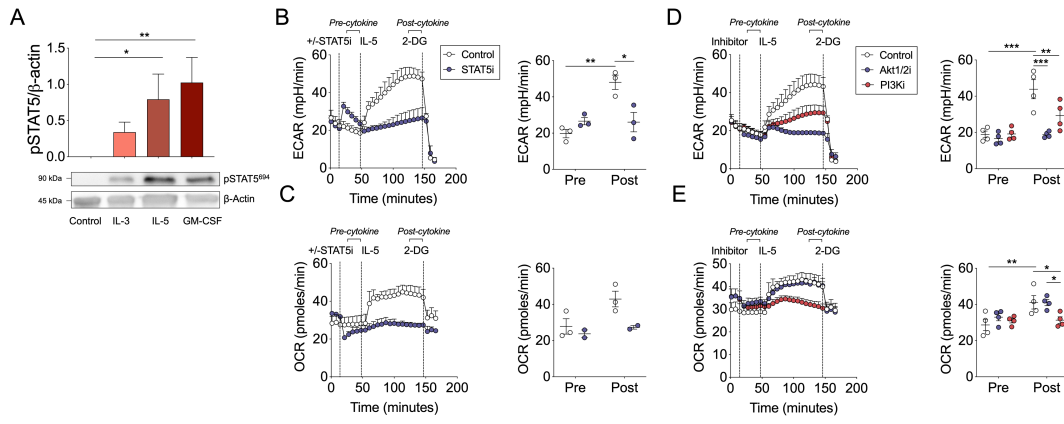 A
pSTAT5/β-actin
1.5
1.0
0.5
0.0
*
**
90 kDa
pSTAT5⁶⁹⁴
45 kDa
β-Actin
Control IL-3 IL-5 GM-CSF
B
Pre-cytokine Post-cytokine
+/-STAT5i IL-5 2-DG
Control
STAT5i
ECAR (mpH/min)
60
40
20
0
0 50 100 150 200
Time (minutes)
ECAR (mpH/min)
60
40
20
0
** *
Pre Post
C
Pre-cytokine Post-cytokine
+/-STAT5i IL-5 2-DG
OCR (pmoles/min)
60
40
20
0
0 50 100 150 200
Time (minutes)
OCR (pmoles/min)
60
40
20
0
Pre Post
D
Pre-cytokine Post-cytokine
Inhibitor IL-5 2-DG
Control
Akt1/2i
PI3Ki
ECAR (mpH/min)
60
40
20
0
0 50 100 150 200
Time (minutes)
ECAR (mpH/min)
60
40
20
0
*** **
***
Pre Post
E
Pre-cytokine Post-cytokine
Inhibitor IL-5 2-DG
OCR (pmoles/min)
50
40
30
20
10
0
0 50 100 150 200
Time (minutes)
OCR (pmoles/min)
60
40
20
0
** *
*
Pre Post